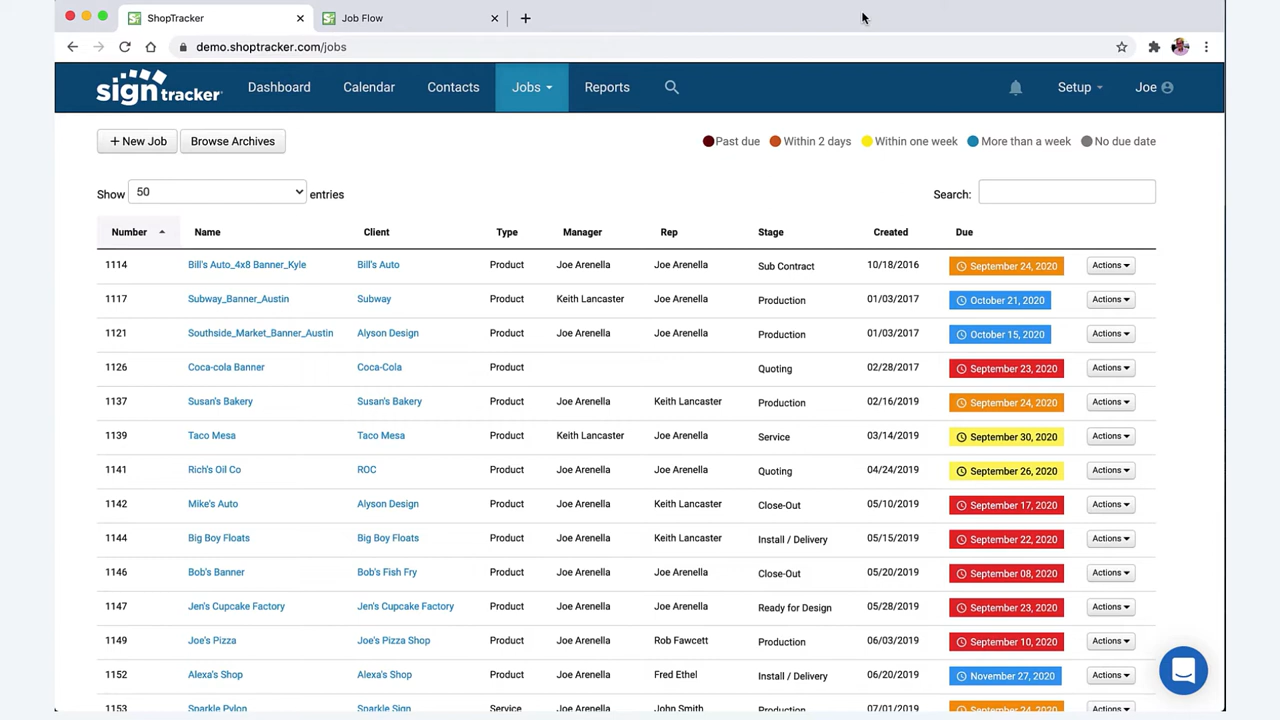 ShopTracker
Job Flow
demo.shoptracker.com/jobs
sign tracker
Dashboard Calendar Contacts Jobs Reports Setup Joe
+ New Job Browse Archives Past due Within 2 days Within one week More than a week No due date
Show 50 entries Search:
Number Name Client Type Manager Rep Stage Created Due
1114 Bill's Auto_4x8 Banner_Kyle Bill's Auto Product Joe Arenella Joe Arenella Sub Contract 10/18/2016 September 24, 2020 Actions
1117 Subway_Banner_Austin Subway Product Keith Lancaster Joe Arenella Production 01/03/2017 October 21, 2020 Actions
1121 Southside_Market_Banner_Austin Alyson Design Product Joe Arenella Joe Arenella Production 01/03/2017 October 15, 2020 Actions
1126 Coca-cola Banner Coca-Cola Product Quoting 02/28/2017 September 23, 2020 Actions
1137 Susan's Bakery Susan's Bakery Product Joe Arenella Keith Lancaster Production 02/16/2019 September 24, 2020 Actions
1139 Taco Mesa Taco Mesa Product Keith Lancaster Joe Arenella Service 03/14/2019 September 30, 2020 Actions
1141 Rich's Oil Co ROC Product Joe Arenella Joe Arenella Quoting 04/24/2019 September 26, 2020 Actions
1142 Mike's Auto Alyson Design Product Joe Arenella Keith Lancaster Close-Out 05/10/2019 September 17, 2020 Actions
1144 Big Boy Floats Big Boy Floats Product Joe Arenella Keith Lancaster Install / Delivery 05/15/2019 September 22, 2020 Actions
1146 Bob's Banner Bob's Fish Fry Product Joe Arenella Joe Arenella Close-Out 05/20/2019 September 08, 2020 Actions
1147 Jen's Cupcake Factory Jen's Cupcake Factory Product Joe Arenella Joe Arenella Ready for Design 05/28/2019 September 23, 2020 Actions
1149 Joe's Pizza Joe's Pizza Shop Product Joe Arenella Rob Fawcett Production 06/03/2019 September 10, 2020 Actions
1152 Alexa's Shop Alexa's Shop Product Joe Arenella Fred Ethel Install / Delivery 06/20/2019 November 27, 2020 Actions
1153 Sparkle Pylon Sparkle Sign Service Joe Arenella John Smith Production 07/01/2019 September 24, 2020 Actions